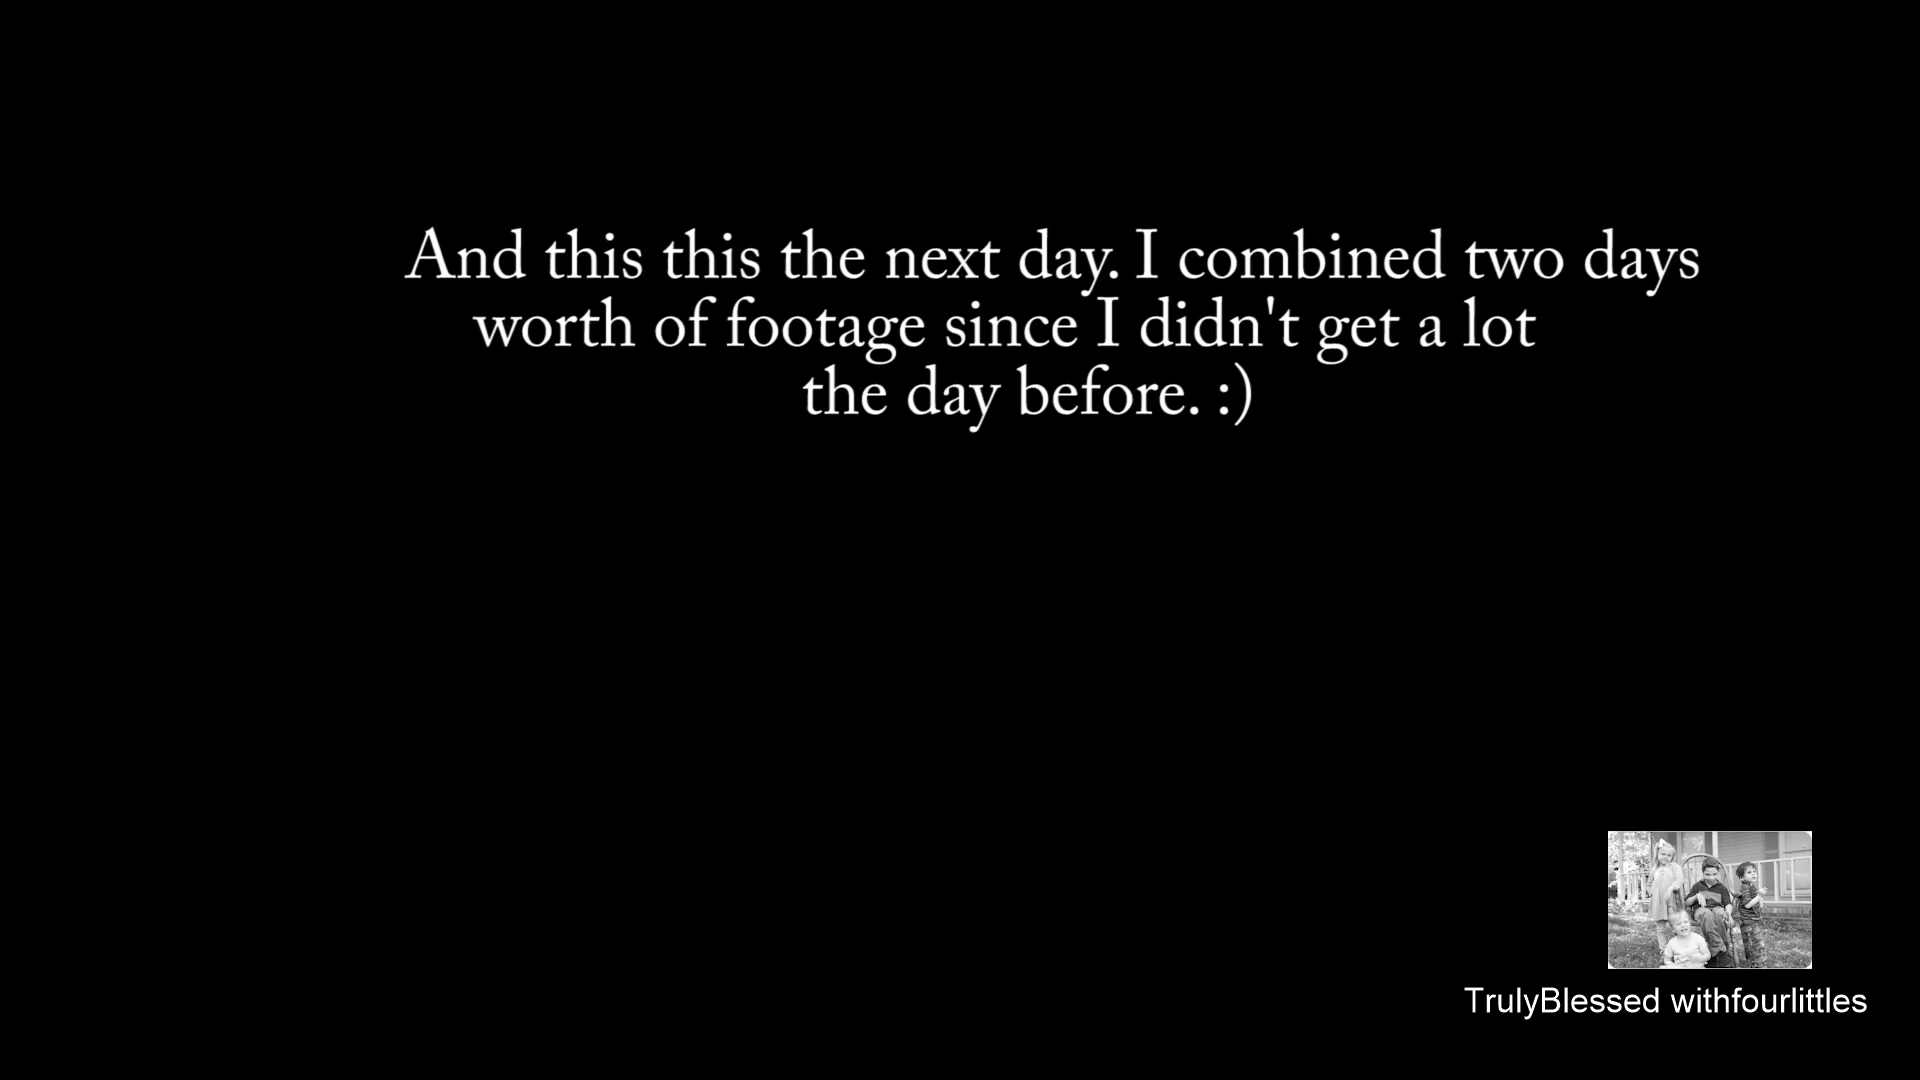 And this this the next day. I combined two days
worth of footage since I didn't get a lot
the day before. :)
TrulyBlessed withfourlittles